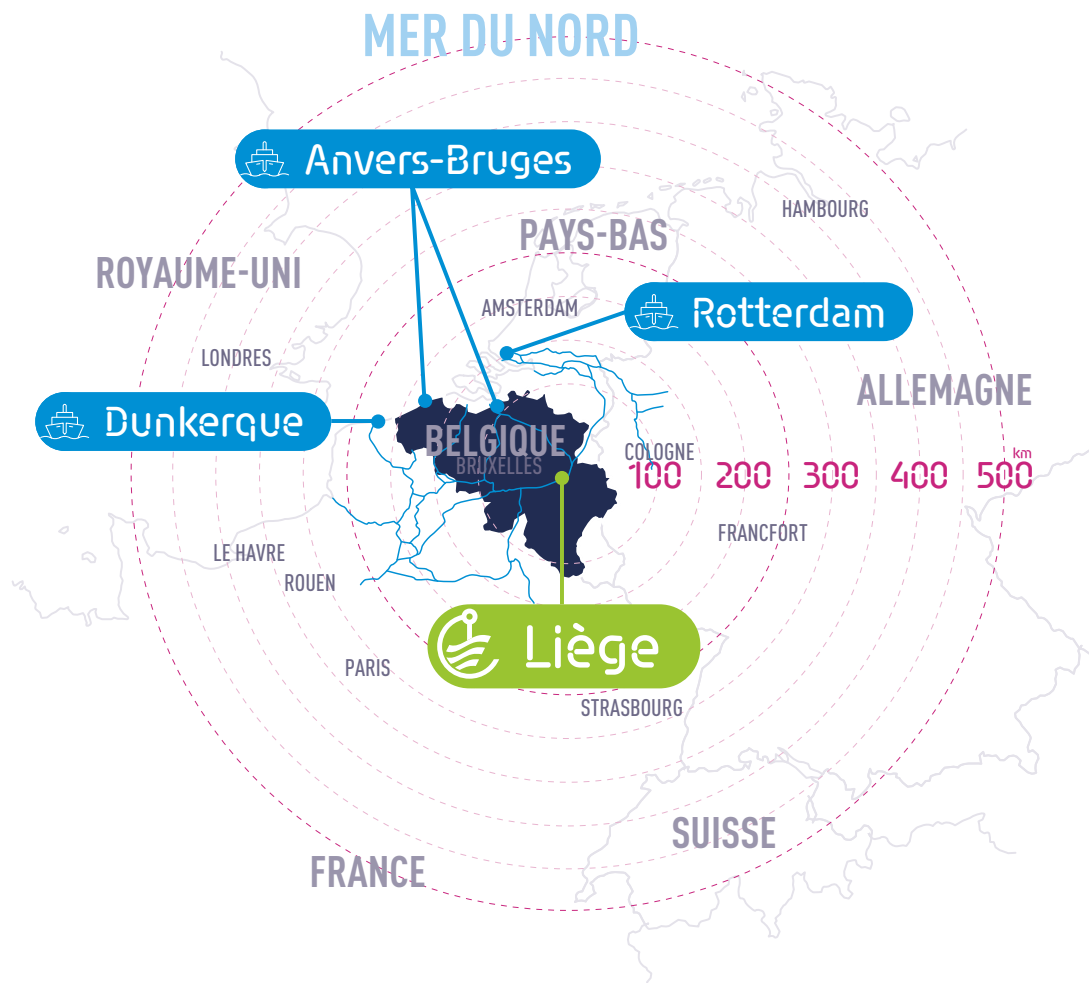 MER DU NORD
Anvers-Bruges
HAMBOURG
PAYS-BAS
ROYAUME-UNI
AMSTERDAM
Rotterdam
LONDRES
ALLEMAGNE
Dunkerque
BELGIQUE
COLOGNE
BRUXELLES
km
100 200 300 400 500
FRANCFORT
LE HAVRE
ROUEN
Liège
PARIS
STRASBOURG
SUISSE
FRANCE